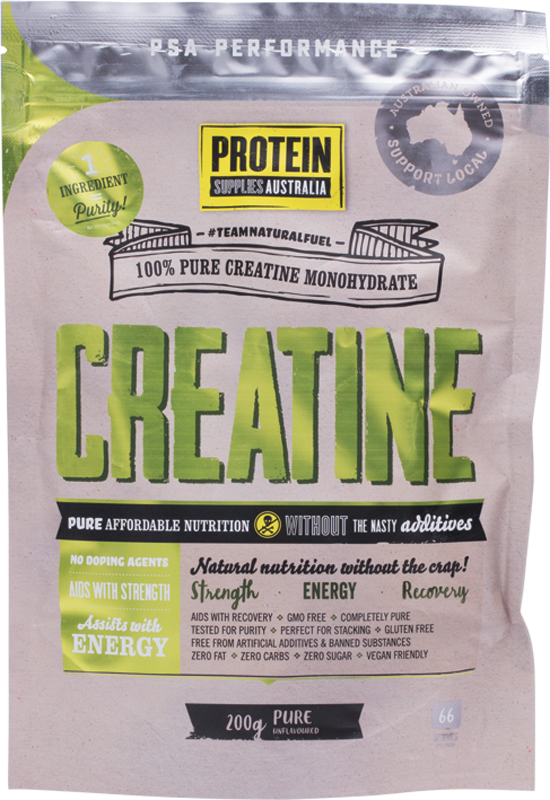 PSA PERFORMANCE
AUSTRALIAN OWNED
SUPPORT LOCAL
PROTEIN
SUPPLIES AUSTRALIA
1
INGREDIENT
=
Purity!
- #TEAMNATURALFUEL -
100% PURE CREATINE MONOHYDRATE
CREATINE
PURE AFFORDABLE NUTRITION WITHOUT THE NASTY additives
NO DOPING AGENTS
AIDS WITH STRENGTH
Assists with
ENERGY
Natural nutrition without the crap!
Strength · ENERGY · Recovery
AIDS WITH RECOVERY ❖ GMO FREE ❖ COMPLETELY PURE
TESTED FOR PURITY ❖ PERFECT FOR STACKING ❖ GLUTEN FREE
FREE FROM ARTIFICIAL ADDITIVES & BANNED SUBSTANCES
ZERO FAT ❖ ZERO CARBS ❖ ZERO SUGAR ❖ VEGAN FRIENDLY
200g PURE
UNFLAVOURED
66